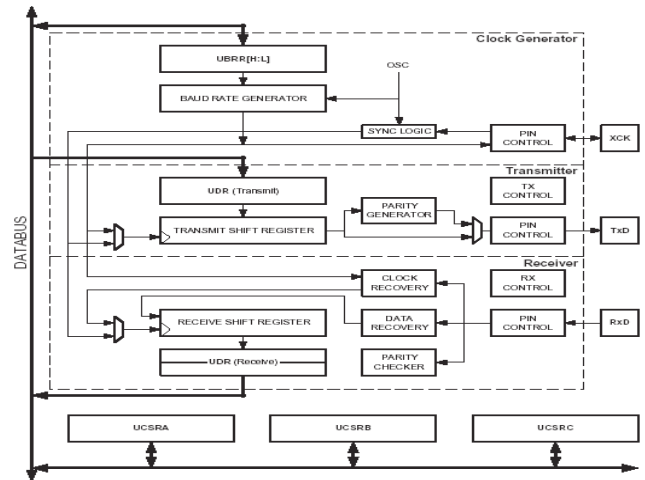 Clock Generator
UBRR[H:L]
OSC
BAUD RATE GENERATOR
SYNC LOGIC
PIN
CONTROL
XCK
Transmitter
UDR (Transmit)
TX
CONTROL
PARITY
GENERATOR
TRANSMIT SHIFT REGISTER
PIN
CONTROL
TxD
DATABUS
Receiver
CLOCK
RECOVERY
RX
CONTROL
RECEIVE SHIFT REGISTER
DATA
RECOVERY
PIN
CONTROL
RxD
UDR (Receive)
PARITY
CHECKER
UCSRA
UCSRB
UCSRC